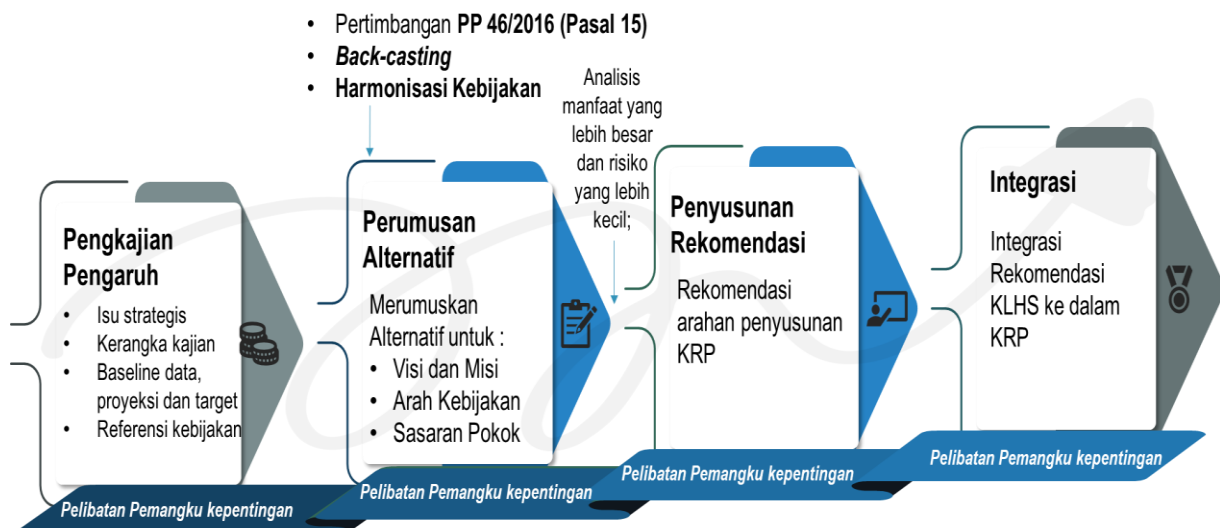 • Pertimbangan PP 46/2016 (Pasal 15)
• Back-casting
• Harmonisasi Kebijakan
Pengkajian
Pengaruh
• Isu strategis
• Kerangka kajian
• Baseline data,
proyeksi dan target
• Referensi kebijakan
Pelibatan Pemangku kepentingan
Perumusan
Alternatif
Merumuskan
Alternatif untuk :
• Visi dan Misi
• Arah Kebijakan
• Sasaran Pokok
Pelibatan Pemangku kepentingan
Analisis
manfaat yang
lebih besar
dan risiko
yang lebih
kecil;
Penyusunan
Rekomendasi
Rekomendasi
arahan penyusunan
KRP
Pelibatan Pemangku kepentingan
Integrasi
Integrasi
Rekomendasi
KLHS ke dalam
KRP
Pelibatan Pemangku kepentingan